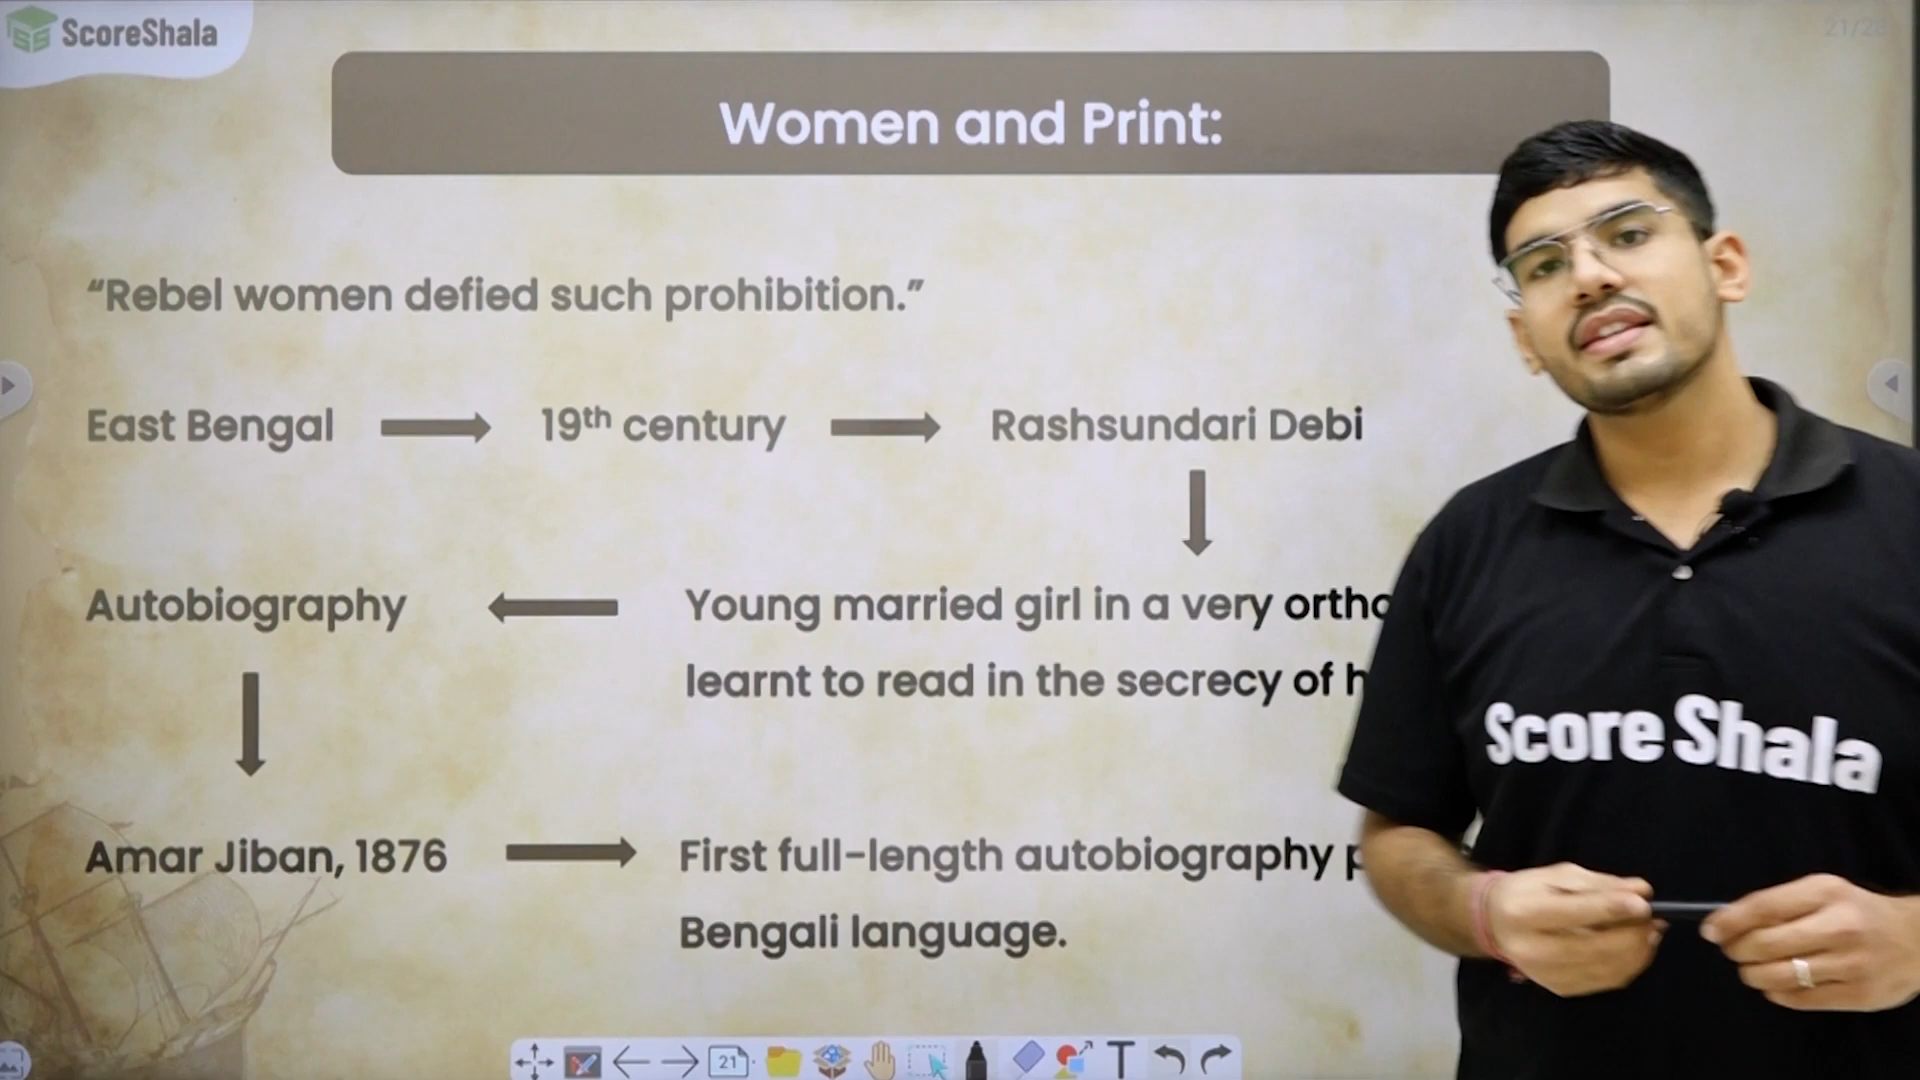 ScoreShala
21/28
Women and Print:
“Rebel women defied such prohibition.”
East Bengal 19th century Rashsundari Debi
Autobiography Young married girl in a very
learnt to read in the secrecy of
Amar Jiban, 1876 First full-length autobiography
Bengali language.
Score Shala
21
T